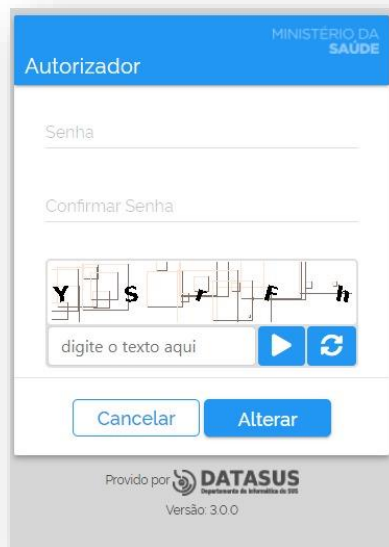 MINISTÉRIO DA
SAÚDE
Autorizador
Senha
Confirmar Senha
Y S r F h
digite o texto aqui
Cancelar Alterar
Provido por DATASUS
Departamento de Informática do SUS
Versão: 3.0.0